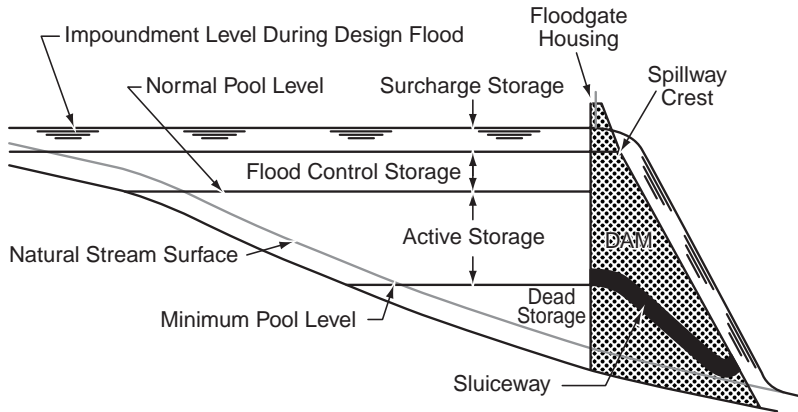 Floodgate
Housing
Impoundment Level During Design Flood
Spillway
Crest
Normal Pool Level
Surcharge Storage
Flood Control Storage
Active Storage
DAM
Natural Stream Surface
Dead
Storage
Minimum Pool Level
Sluiceway